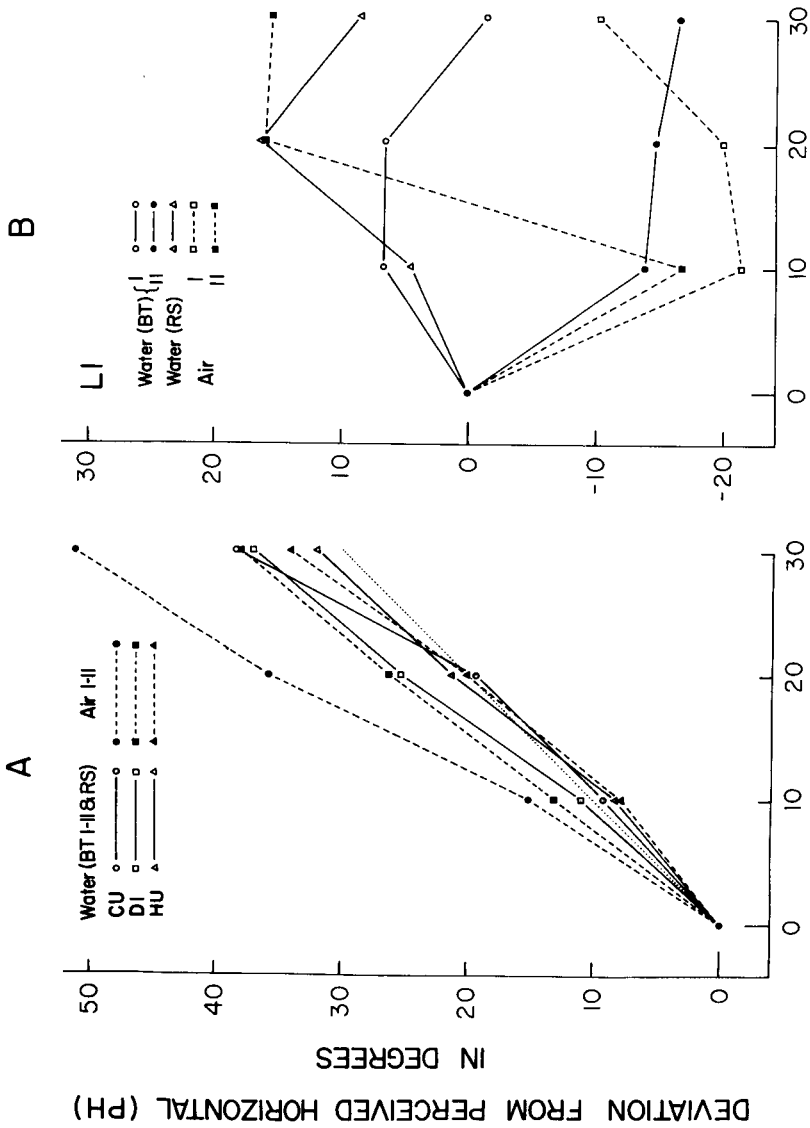 A
B
DEVIATION FROM PERCEIVED HORIZONTAL (PH)
IN DEGREES
50
40
30
20
10
0
Water (BT I-II & RS)
Air I-II
CU
DI
HU
0
10
20
30
LI
30
20
10
0
-10
-20
Water (BT) { I
II
Water (RS)
Air I
II
0
10
20
30